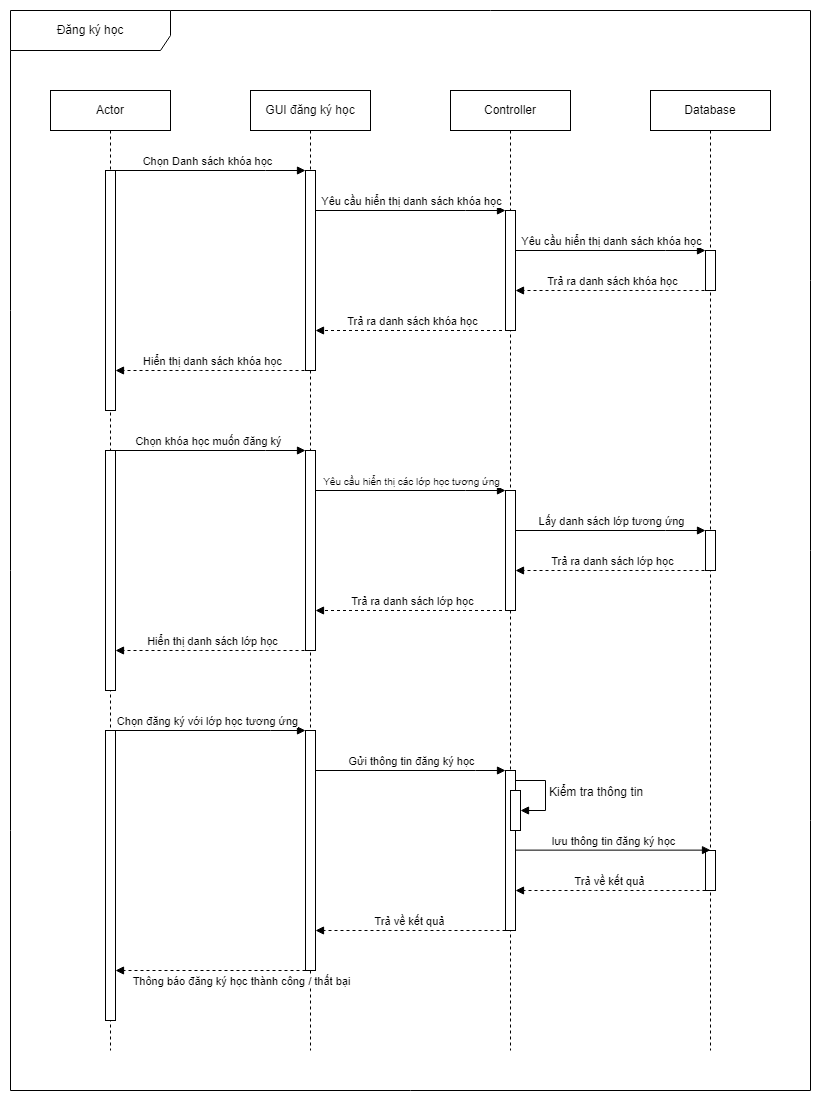 Đăng ký học
Actor
GUI đăng ký học
Controller
Database
Chọn Danh sách khóa học
Yêu cầu hiển thị danh sách khóa học
Yêu cầu hiển thị danh sách khóa học
Trả ra danh sách khóa học
Trả ra danh sách khóa học
Hiển thị danh sách khóa học
Chọn khóa học muốn đăng ký
Yêu cầu hiển thị các lớp học tương ứng
Lấy danh sách lớp tương ứng
Trả ra danh sách lớp học
Trả ra danh sách lớp học
Hiển thị danh sách lớp học
Chọn đăng ký với lớp học tương ứng
Gửi thông tin đăng ký học
Kiểm tra thông tin
lưu thông tin đăng ký học
Trả về kết quả
Trả về kết quả
Thông báo đăng ký học thành công / thất bại